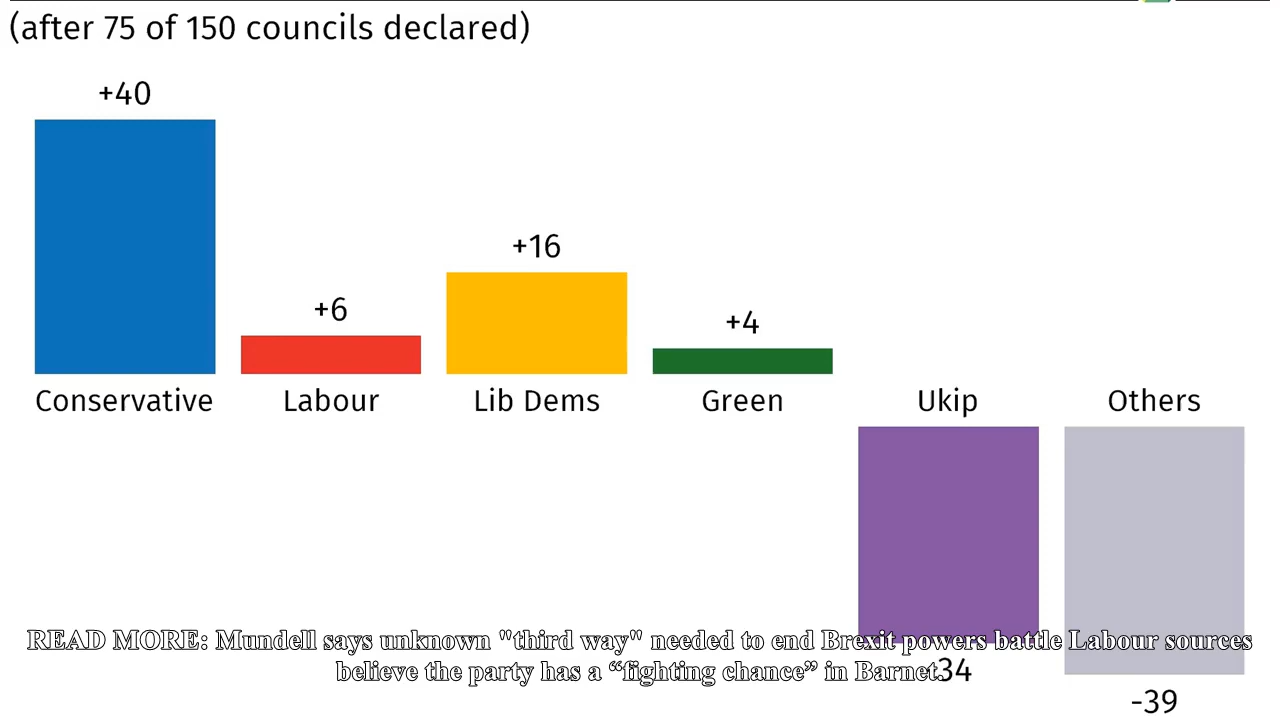 (after 75 of 150 councils declared)
+40
+6
+16
+4
Conservative
Labour
Lib Dems
Green
Ukip
Others
READ MORE: Mundell says unknown "third way" needed to end Brexit powers battle Labour sources
believe the party has a “fighting chance” in Barnet.
-34
-39